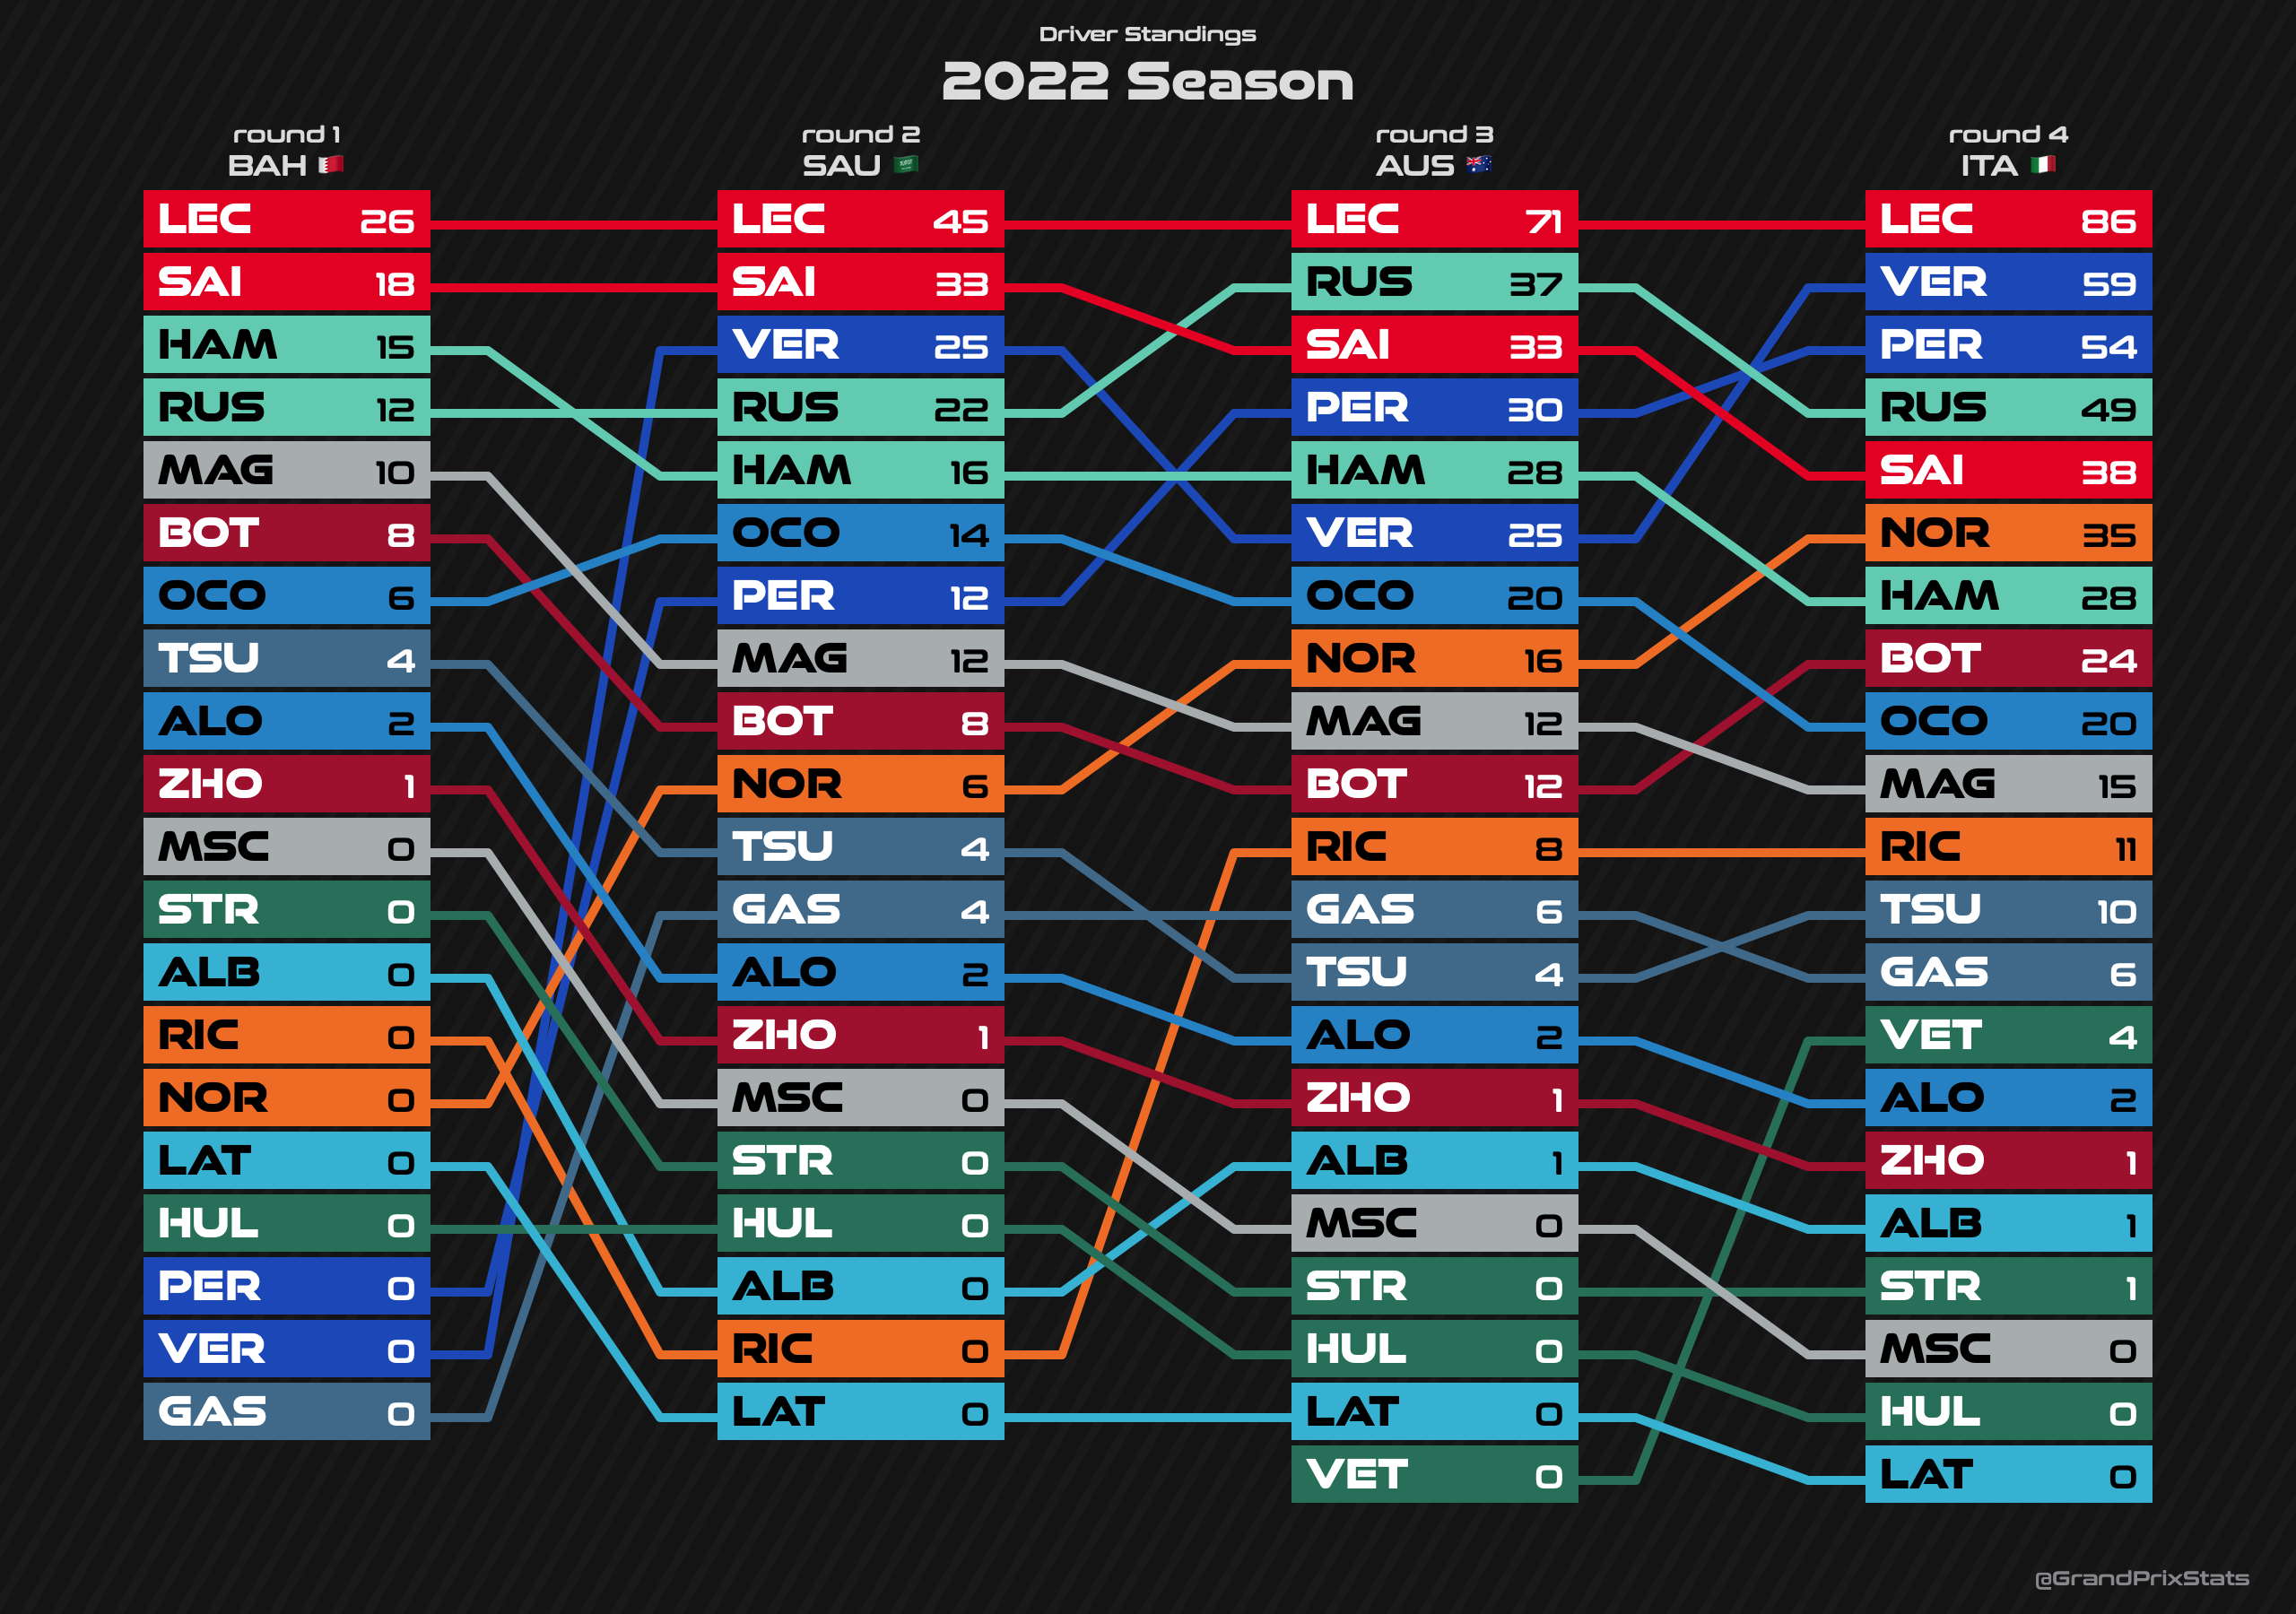 Driver Standings
2022 Season
round 1
BAH
LEC 26
SAI 18
HAM 15
RUS 12
MAG 10
BOT 8
OCO 6
TSU 4
ALO 2
ZHO 1
MSC 0
STR 0
ALB 0
RIC 0
NOR 0
LAT 0
HUL 0
PER 0
VER 0
GAS 0
round 2
SAU
LEC 45
SAI 33
VER 25
RUS 22
HAM 16
OCO 14
PER 12
MAG 12
BOT 8
NOR 6
TSU 4
GAS 4
ALO 2
ZHO 1
MSC 0
STR 0
HUL 0
ALB 0
RIC 0
LAT 0
round 3
AUS
LEC 71
RUS 37
SAI 33
PER 30
HAM 28
VER 25
OCO 20
NOR 16
MAG 12
BOT 12
RIC 8
GAS 6
TSU 4
ALO 2
ZHO 1
ALB 1
MSC 0
STR 0
HUL 0
LAT 0
VET 0
round 4
ITA
LEC 86
VER 59
PER 54
RUS 49
SAI 38
NOR 35
HAM 28
BOT 24
OCO 20
MAG 15
RIC 11
TSU 10
GAS 6
VET 4
ALO 2
ZHO 1
ALB 1
STR 1
MSC 0
HUL 0
LAT 0
@GrandPrixStats